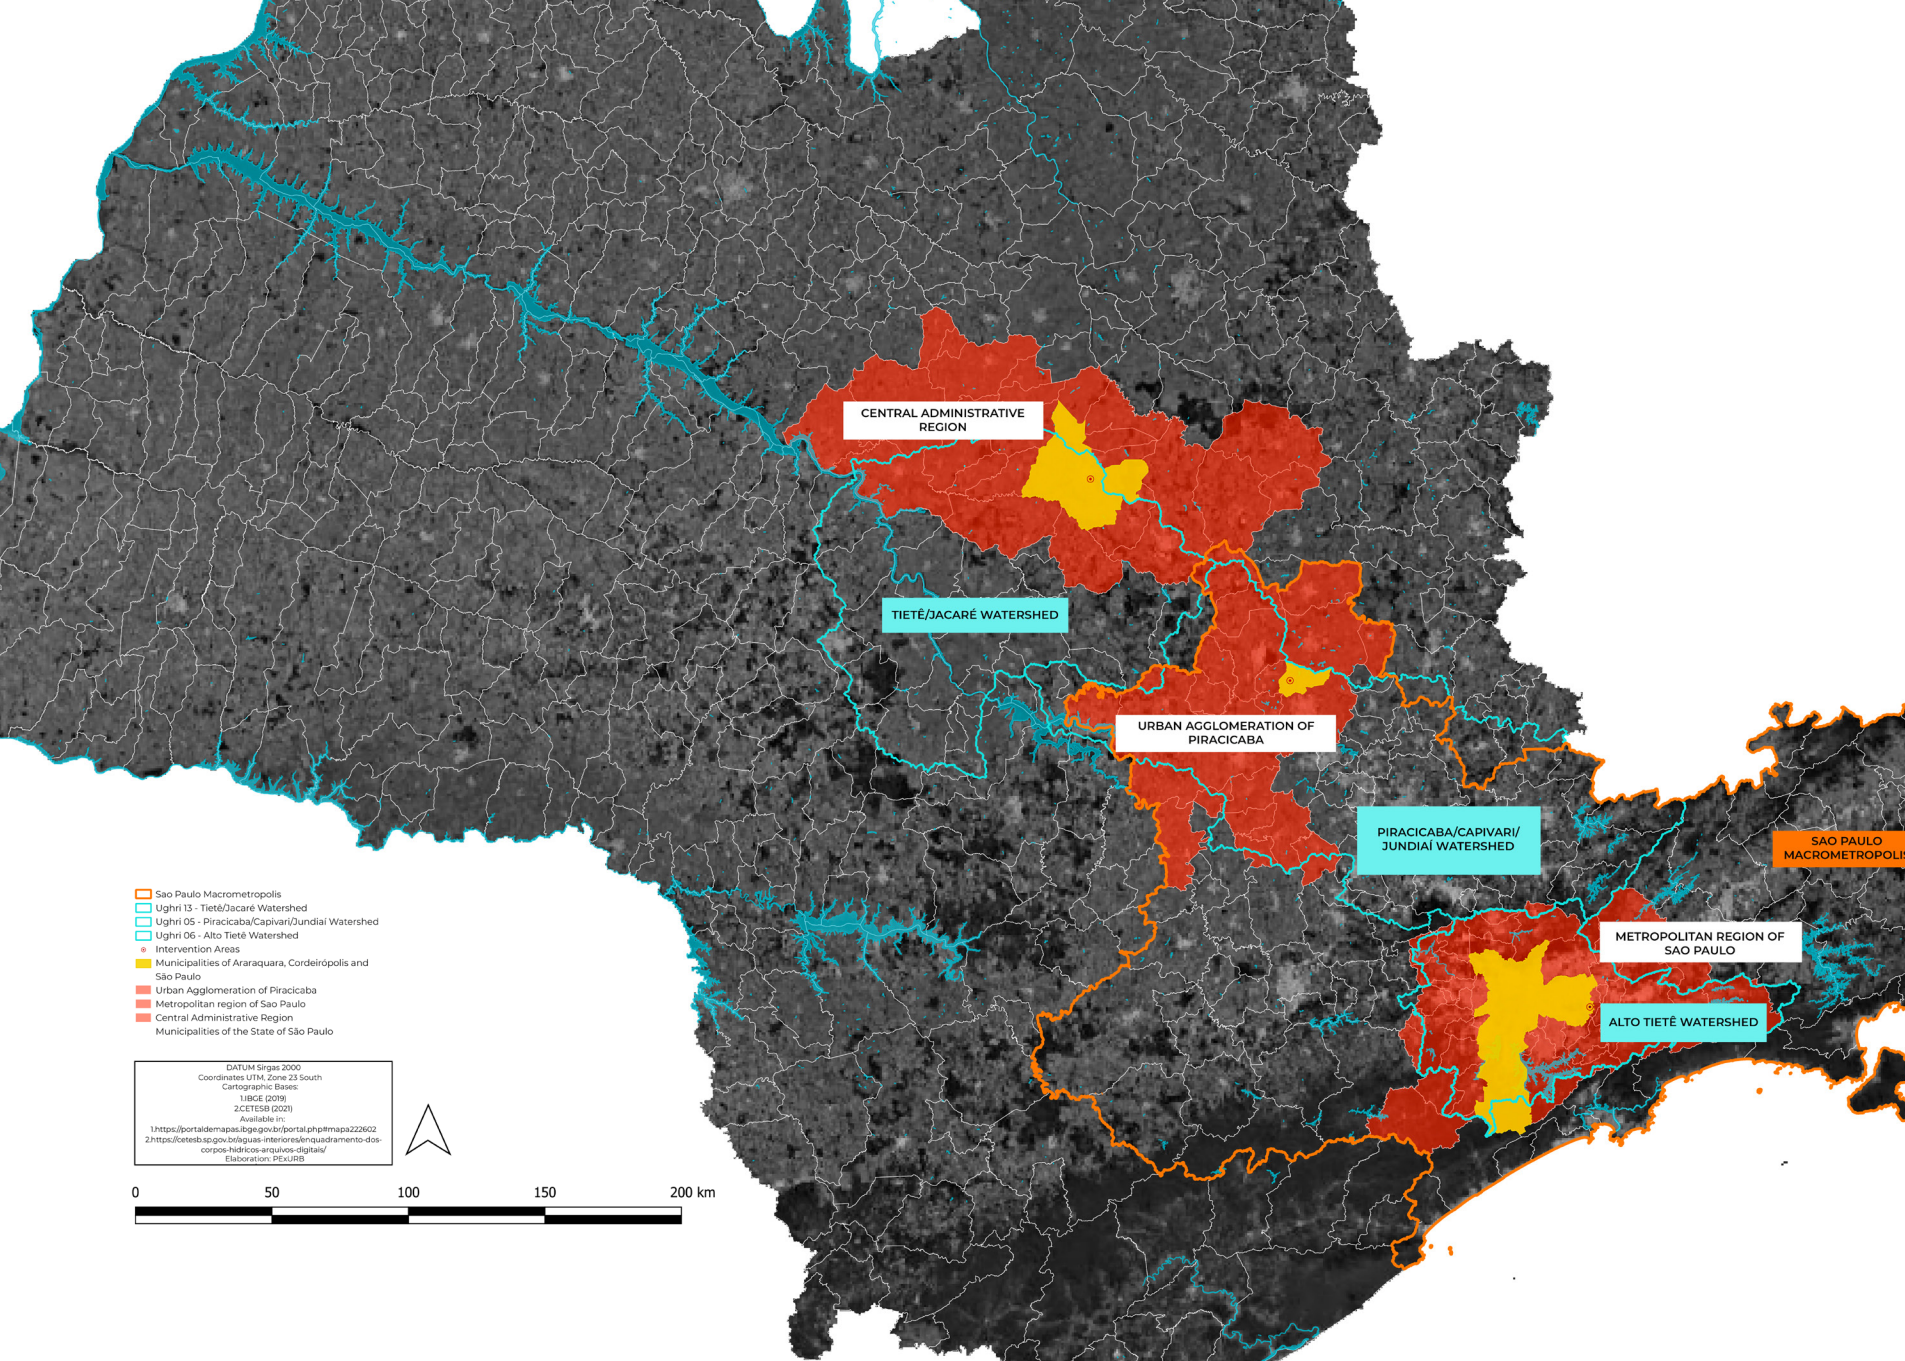 CENTRAL ADMINISTRATIVE
REGION
TIETÊ/JACARÉ WATERSHED
URBAN AGGLOMERATION OF
PIRACICABA
PIRACICABA/CAPIVARI/
JUNDIAÍ WATERSHED
SAO PAULO
MACROMETROPOLIS
METROPOLITAN REGION OF
SAO PAULO
ALTO TIETÊ WATERSHED
Sao Paulo Macrometropolis
Ughri 13 - Tietê/Jacaré Watershed
Ughri 05 - Piracicaba/Capivari/Jundiaí Watershed
Ughri 06 - Alto Tietê Watershed
Intervention Areas
Municipalities of Araraquara, Cordeirópolis and
São Paulo
Urban Agglomeration of Piracicaba
Metropolitan region of Sao Paulo
Central Administrative Region
Municipalities of the State of São Paulo
DATUM Sirgas 2000
Coordinates UTM, Zone 23 South
Cartographic Bases:
1.IBGE (2019)
2.CETESB (2021)
Available in:
1.https://portaldemapas.ibge.gov.br/portal.php#mapa222602
2.https://cetesb.sp.gov.br/aguas-interiores/enquadramento-dos-
corpos-hidricos-arquivos-digitais/
Elaboration: PExURB
0 50 100 150 200 km